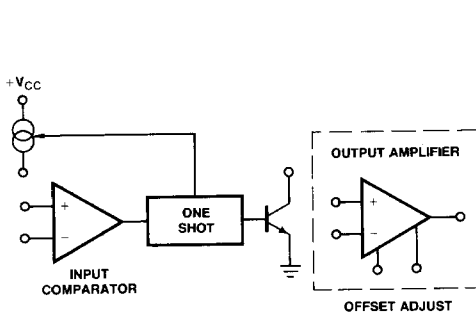 +VCC
OUTPUT AMPLIFIER
+
−
ONE
SHOT
+
−
INPUT
COMPARATOR
OFFSET ADJUST